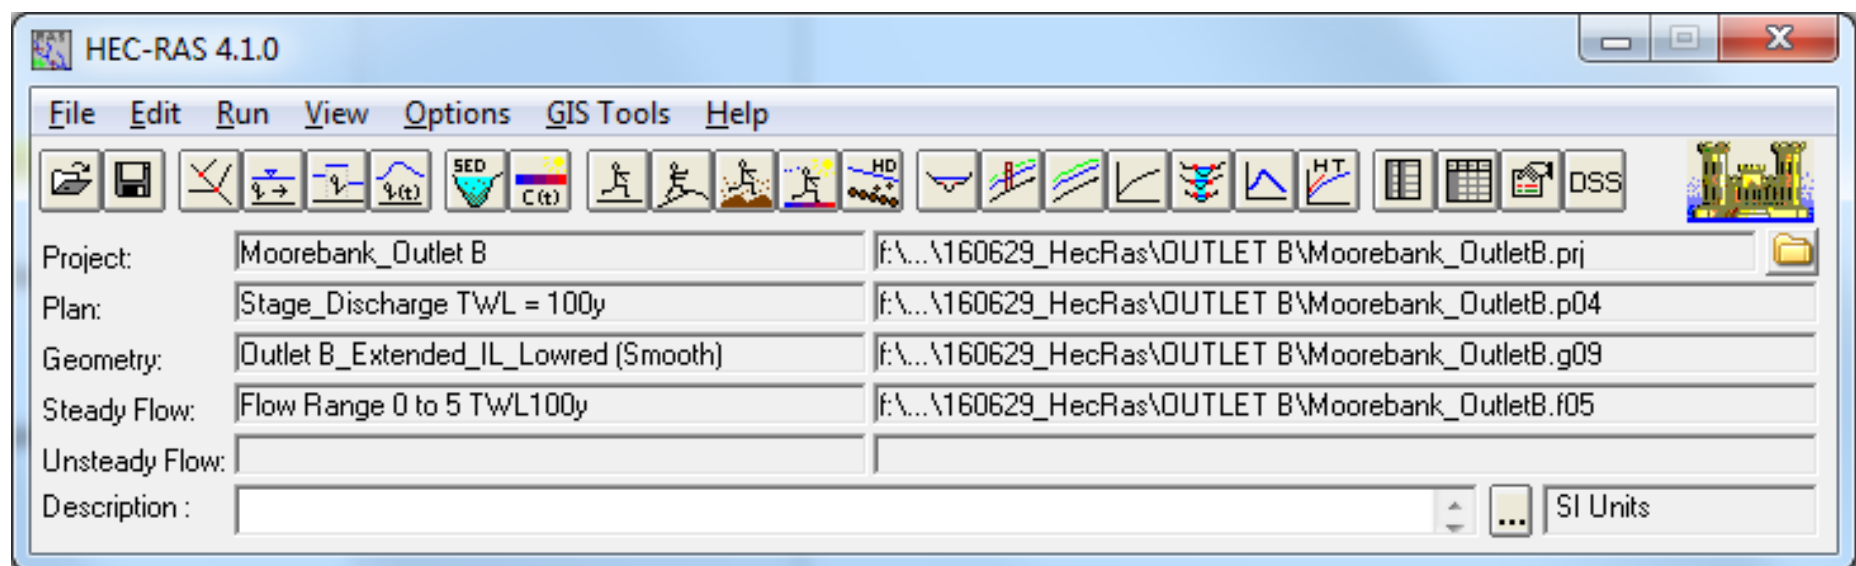 HEC-RAS 4.1.0
File Edit Run View Options GIS Tools Help
SED C(t) HD HT DSS
Project: Moorebank_Outlet B f:\...\160629_HecRas\OUTLET B\Moorebank_OutletB.prj
Plan: Stage_Discharge TWL = 100y f:\...\160629_HecRas\OUTLET B\Moorebank_OutletB.p04
Geometry: Outlet B_Extended_IL_Lowred (Smooth) f:\...\160629_HecRas\OUTLET B\Moorebank_OutletB.g09
Steady Flow: Flow Range 0 to 5 TWL100y f:\...\160629_HecRas\OUTLET B\Moorebank_OutletB.f05
Unsteady Flow:
Description : ... SI Units